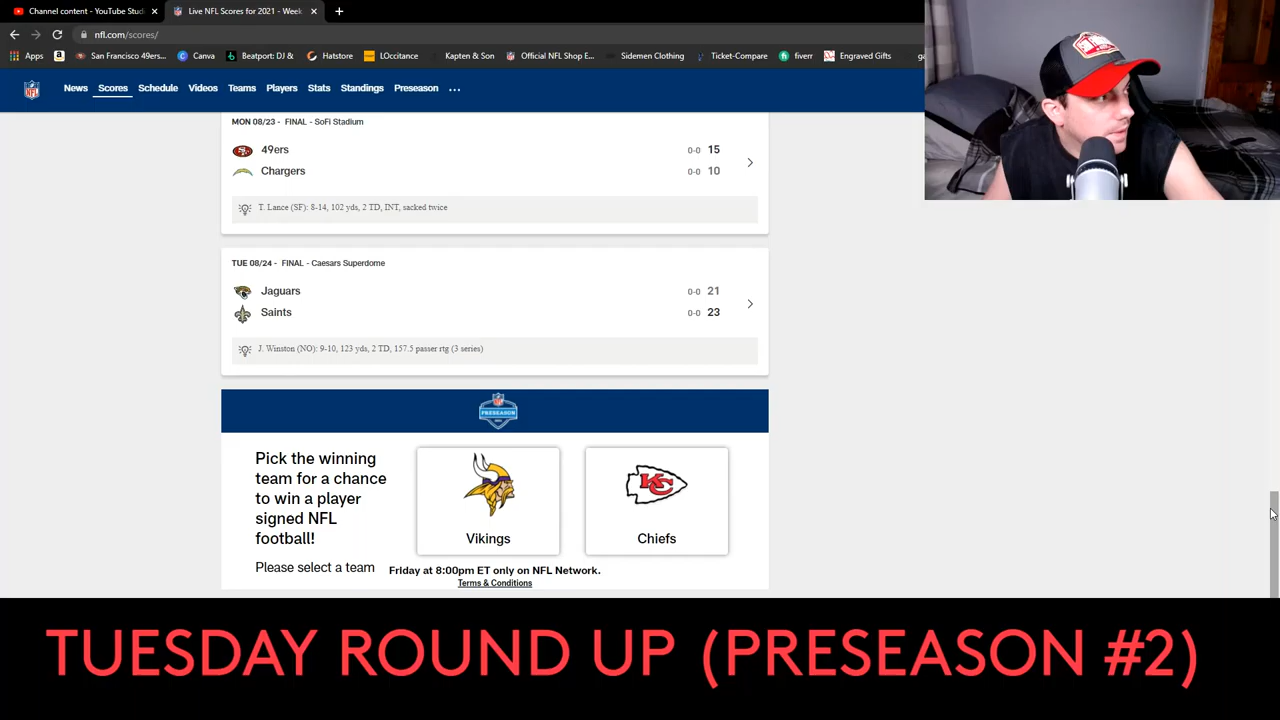 Channel content - YouTube Stud
Live NFL Scores for 2021 - Week
nfl.com/scores/
Apps
San Francisco 49ers...
Canva
Beatport: DJ &
Hatstore
LOccitance
Kapten & Son
Official NFL Shop E...
Sidemen Clothing
Ticket-Compare
fiverr
Engraved Gifts
News Scores Schedule Videos Teams Players Stats Standings Preseason ...
MON 08/23 - FINAL - SoFi Stadium
49ers 0-0 15
Chargers 0-0 10
T. Lance (SF): 8-14, 102 yds, 2 TD, INT, sacked twice
TUE 08/24 - FINAL - Caesars Superdome
Jaguars 0-0 21
Saints 0-0 23
J. Winston (NO): 9-10, 123 yds, 2 TD, 157.5 passer rtg (3 series)
PRESEASON
Pick the winning
team for a chance
to win a player
signed NFL
football!
Please select a team
Vikings
KC
Chiefs
Friday at 8:00pm ET only on NFL Network.
Terms & Conditions
TUESDAY ROUND UP (PRESEASON #2)